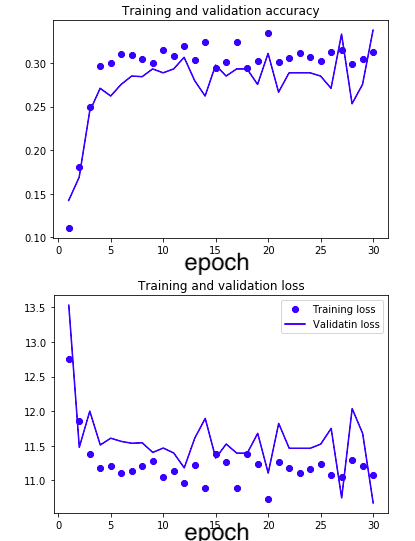 Training and validation accuracy
0.30
0.25
0.20
0.15
0.10
0 5 10 15 20 25 30
epoch
Training and validation loss
13.5
13.0
12.5
12.0
11.5
11.0
Training loss
Validatin loss
0 5 10 15 20 25 30
epoch